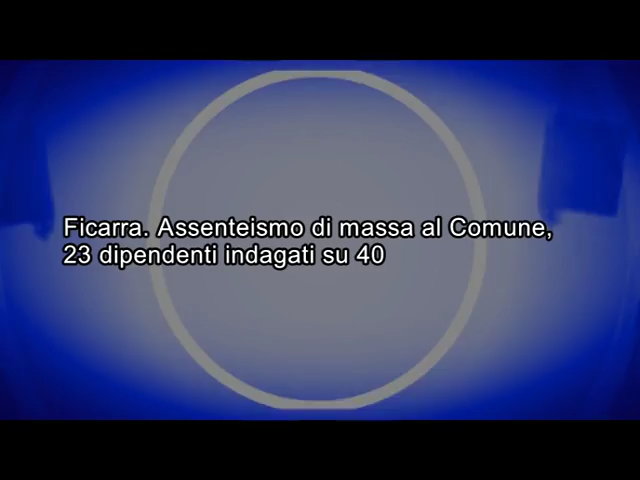 Ficarra. Assenteismo di massa al Comune,
23 dipendenti indagati su 40